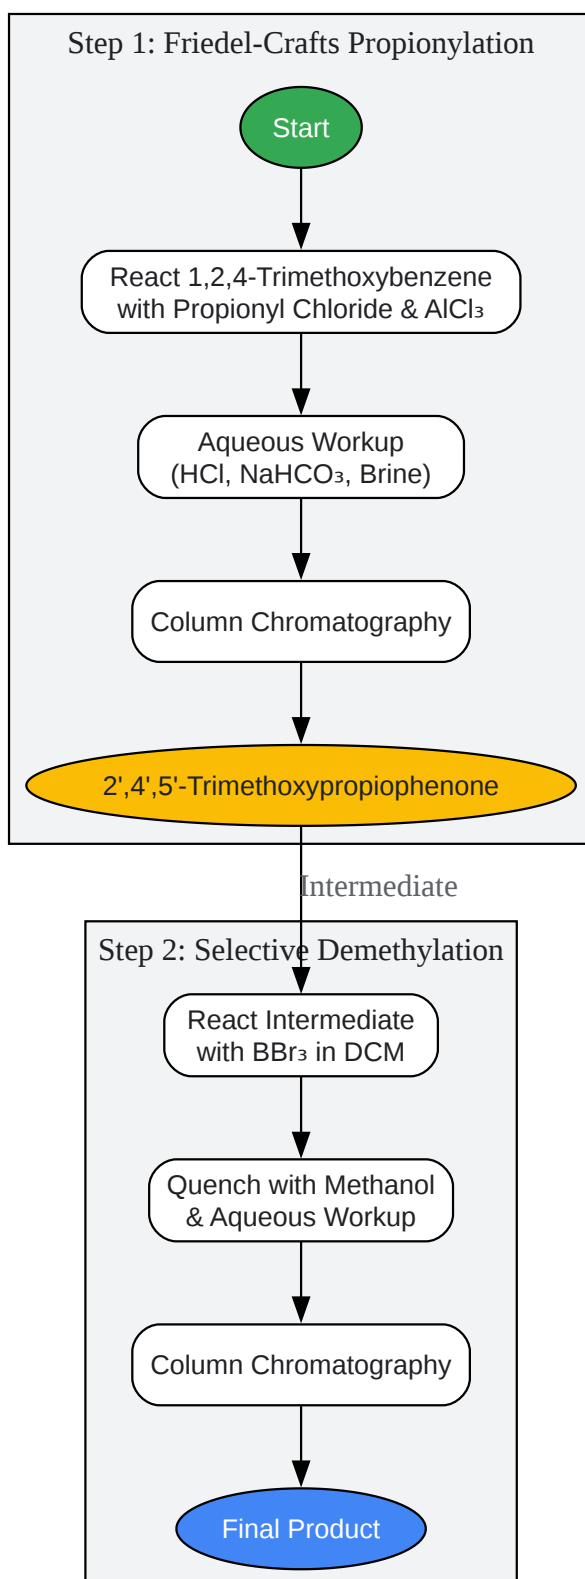 Step 1: Friedel-Crafts Propionylation
Start
React 1,2,4-Trimethoxybenzene
with Propionyl Chloride & AlCl₃
Aqueous Workup
(HCl, NaHCO₃, Brine)
Column Chromatography
2',4',5'-Trimethoxypropiophenone
Intermediate
Step 2: Selective Demethylation
React Intermediate
with BBr₃ in DCM
Quench with Methanol
& Aqueous Workup
Column Chromatography
Final Product